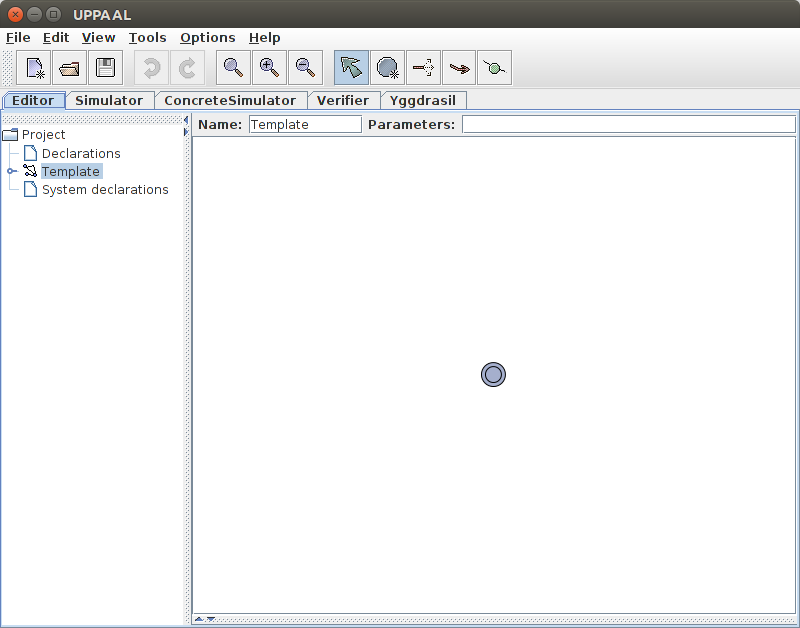 UPPAAL
File Edit View Tools Options Help
Editor Simulator ConcreteSimulator Verifier Yggdrasil
Project
Declarations
Template
System declarations
Name: Template Parameters: